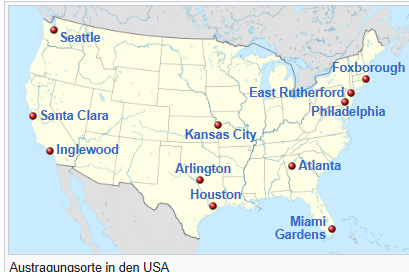 Seattle
Foxborough
East Rutherford
Philadelphia
Santa Clara
Kansas City
Inglewood
Arlington
Atlanta
Houston
Miami
Gardens
Austragungsorte in den USA